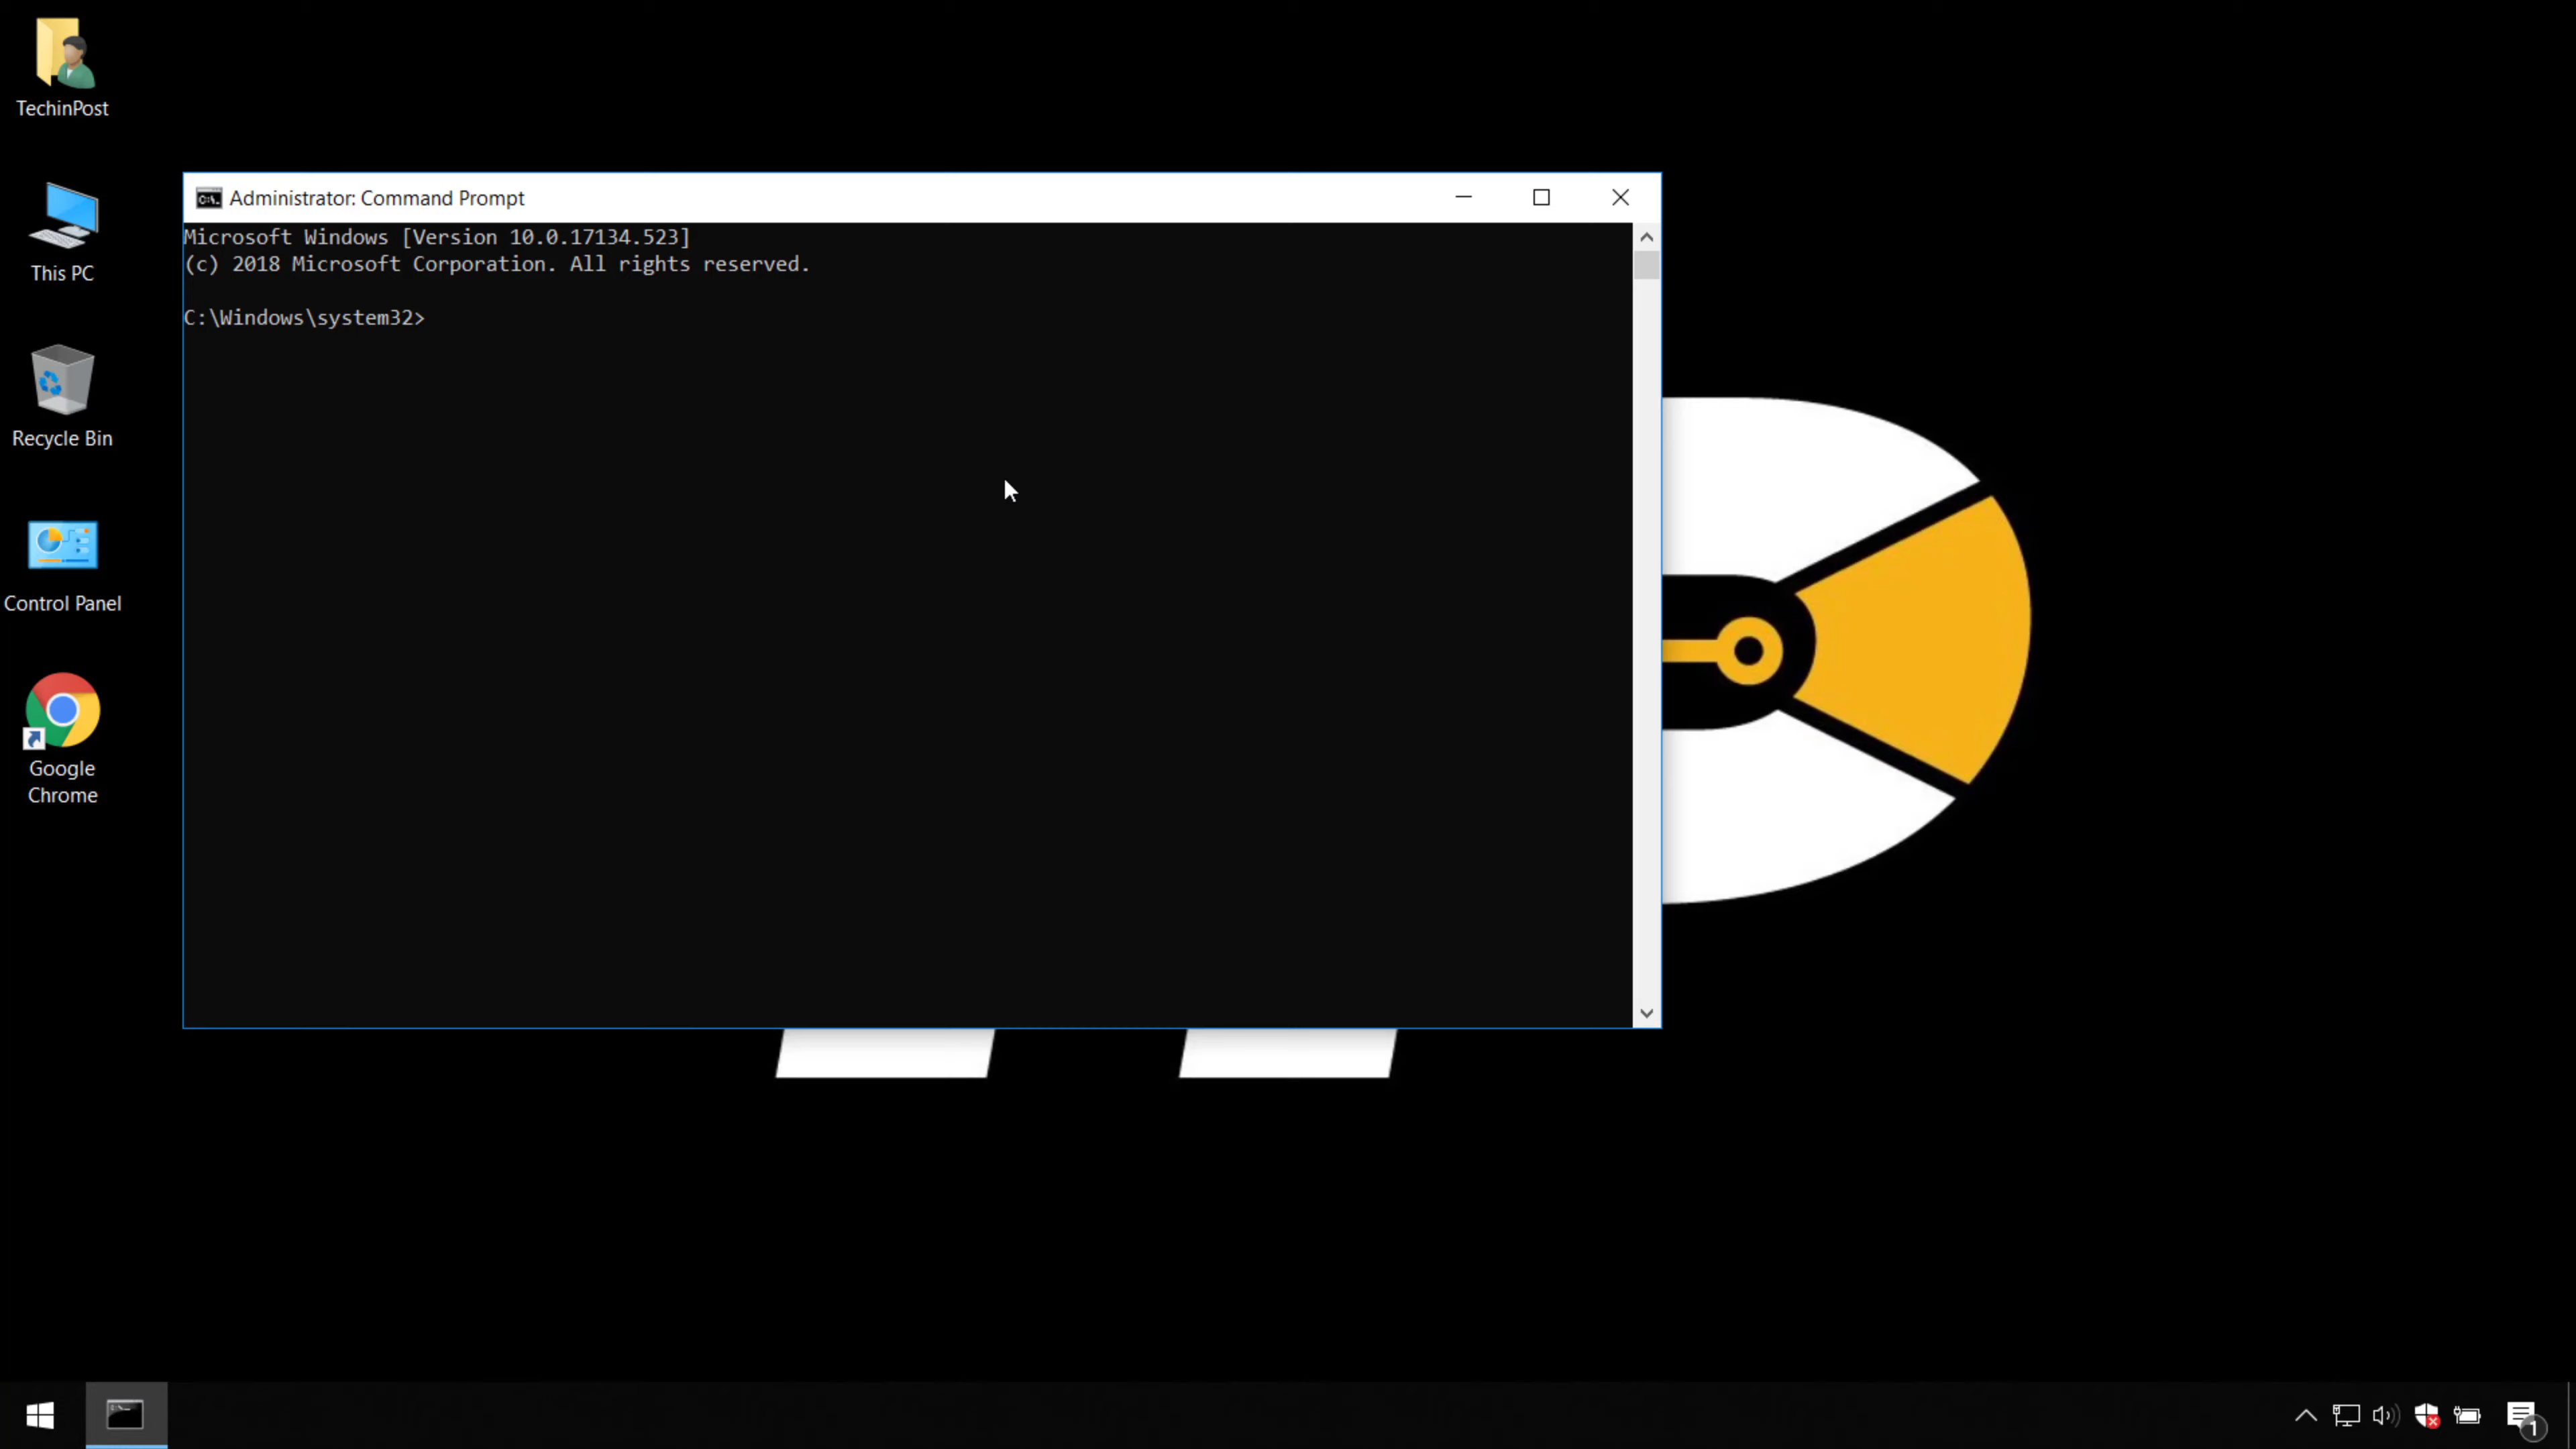 TechinPost
This PC
Recycle Bin
Control Panel
Google
Chrome
C:\.
Administrator: Command Prompt
Microsoft Windows [Version 10.0.17134.523]
(c) 2018 Microsoft Corporation. All rights reserved.
C:\Windows\system32>
1